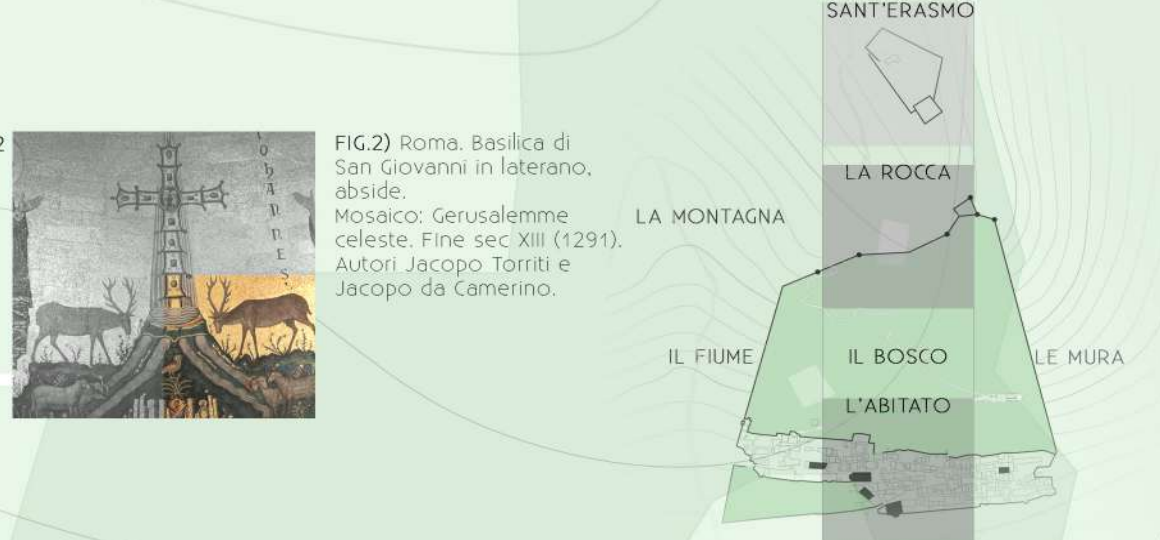 2
IOHANNES
FIG.2) Roma. Basilica di
San Giovanni in laterano,
abside.
Mosaico: Gerusalemme
celeste. FIne sec XIII (1291).
Autori Jacopo Torriti e
Jacopo da Camerino.
SANT'ERASMO
LA ROCCA
LA MONTAGNA
IL FIUME
IL BOSCO
LE MURA
L'ABITATO